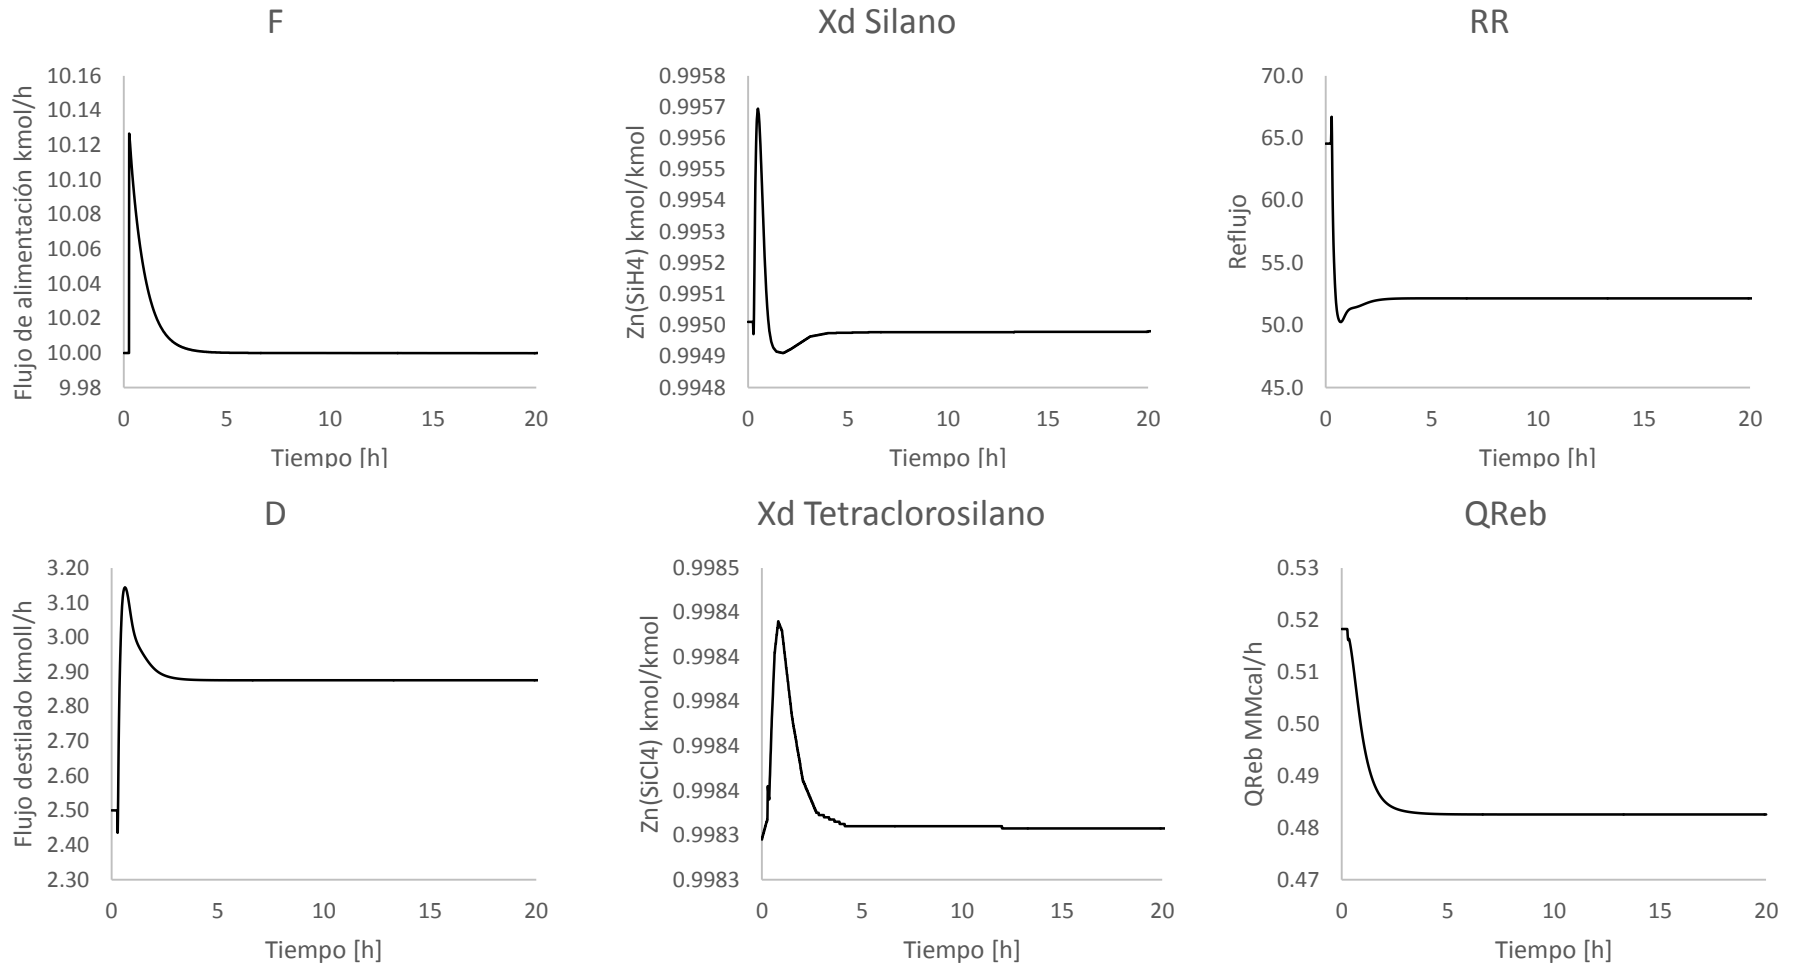 F
Flujo de alimentación kmol/h
10.16
10.14
10.12
10.10
10.08
10.06
10.04
10.02
10.00
9.98
0 5 10 15 20
Tiempo [h]
Xd Silano
Zn(SiH4) kmol/kmol
0.9958
0.9957
0.9956
0.9955
0.9954
0.9953
0.9952
0.9951
0.9950
0.9949
0.9948
0 5 10 15 20
Tiempo [h]
RR
Reflujo
70.0
65.0
60.0
55.0
50.0
45.0
0 5 10 15 20
Tiempo [h]
D
Flujo destilado kmoll/h
3.20
3.10
3.00
2.90
2.80
2.70
2.60
2.50
2.40
2.30
0 5 10 15 20
Tiempo [h]
Xd Tetraclorosilano
Zn(SiCl4) kmol/kmol
0.9985
0.9984
0.9984
0.9984
0.9984
0.9984
0.9983
0.9983
0 5 10 15 20
Tiempo [h]
QReb
QReb MMcal/h
0.53
0.52
0.51
0.50
0.49
0.48
0.47
0 5 10 15 20
Tiempo [h]